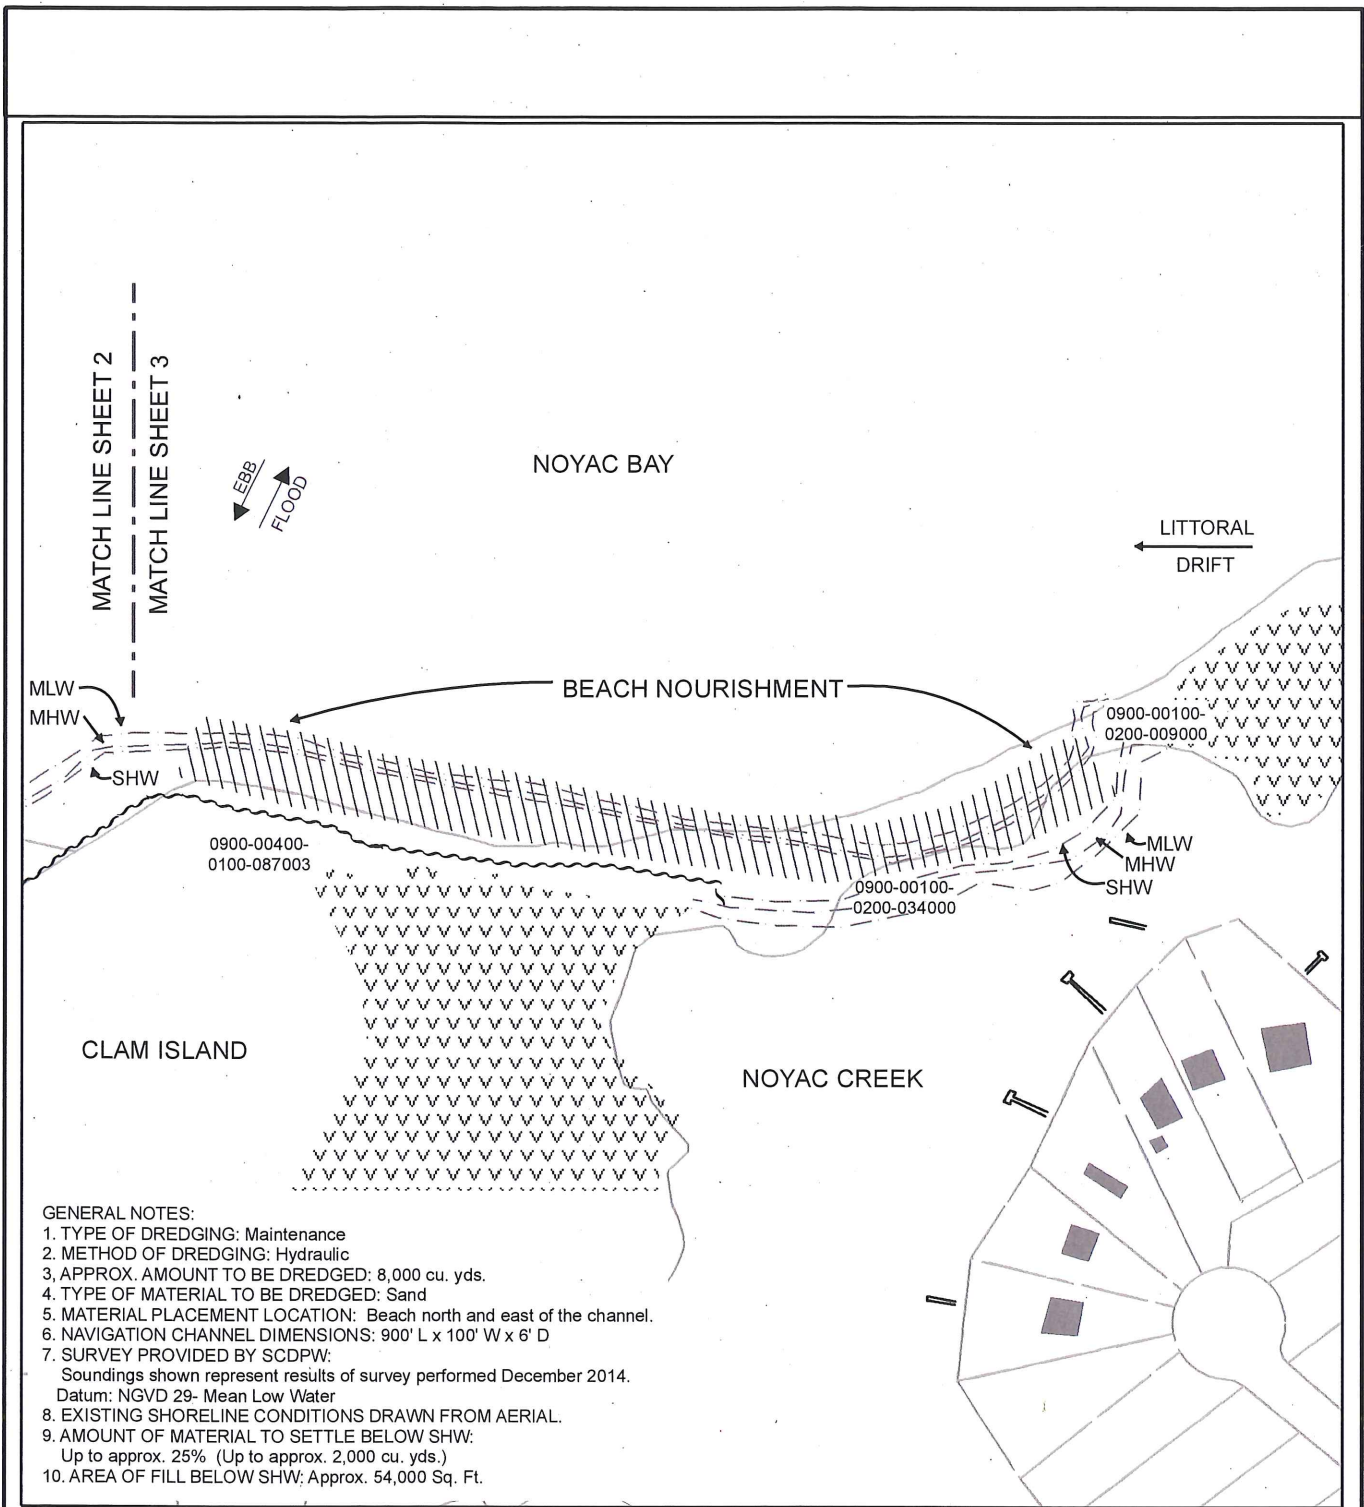 MATCH LINE SHEET 2
MATCH LINE SHEET 3
EBB
FLOOD
NOYAC BAY
LITTORAL
DRIFT
MLW
MHW
SHW
BEACH NOURISHMENT
0900-00100-
0200-009000
0900-00400-
0100-087003
0900-00100-
0200-034000
MLW
MHW
SHW
CLAM ISLAND
NOYAC CREEK
GENERAL NOTES:
1. TYPE OF DREDGING: Maintenance
2. METHOD OF DREDGING: Hydraulic
3, APPROX. AMOUNT TO BE DREDGED: 8,000 cu. yds.
4. TYPE OF MATERIAL TO BE DREDGED: Sand
5. MATERIAL PLACEMENT LOCATION: Beach north and east of the channel.
6. NAVIGATION CHANNEL DIMENSIONS: 900' L x 100' W x 6' D
7. SURVEY PROVIDED BY SCDPW:
Soundings shown represent results of survey performed December 2014.
Datum: NGVD 29- Mean Low Water
8. EXISTING SHORELINE CONDITIONS DRAWN FROM AERIAL.
9. AMOUNT OF MATERIAL TO SETTLE BELOW SHW:
Up to approx. 25% (Up to approx. 2,000 cu. yds.)
10. AREA OF FILL BELOW SHW: Approx. 54,000 Sq. Ft.